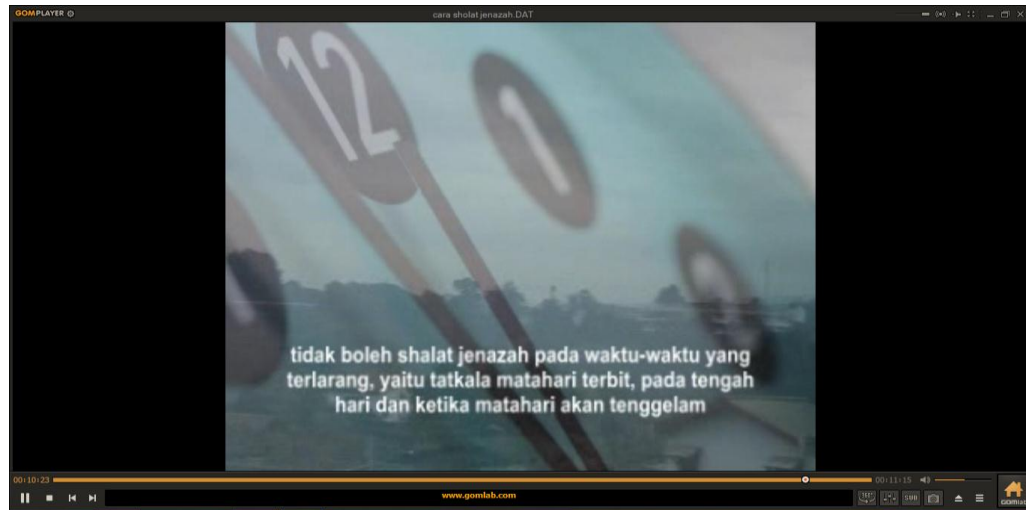 GOMPLAYER
cara sholat jenazah.DAT
12
1
tidak boleh shalat jenazah pada waktu-waktu yang
terlarang, yaitu tatkala matahari terbit, pada tengah
hari dan ketika matahari akan tenggelam
00:10:23
00:11:15
www.gomlab.com
SUB